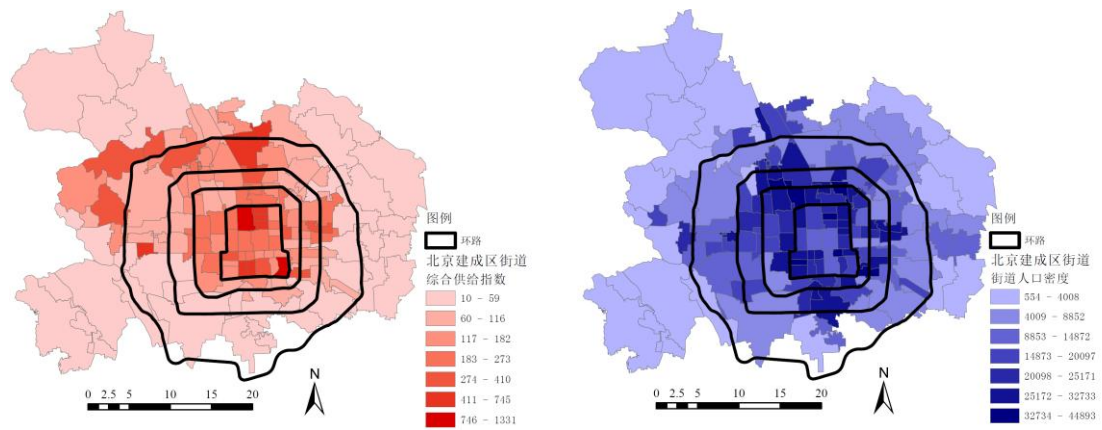 图例
环路
北京建成区街道
综合供给指数
10 - 59
60 - 116
117 - 182
183 - 273
274 - 410
411 - 745
746 - 1331
N
0 2.5 5 10 15 20
图例
环路
北京建成区街道
街道人口密度
554 - 4008
4009 - 8852
8853 - 14872
14873 - 20097
20098 - 25171
25172 - 32733
32734 - 44893
N
0 2.5 5 10 15 20